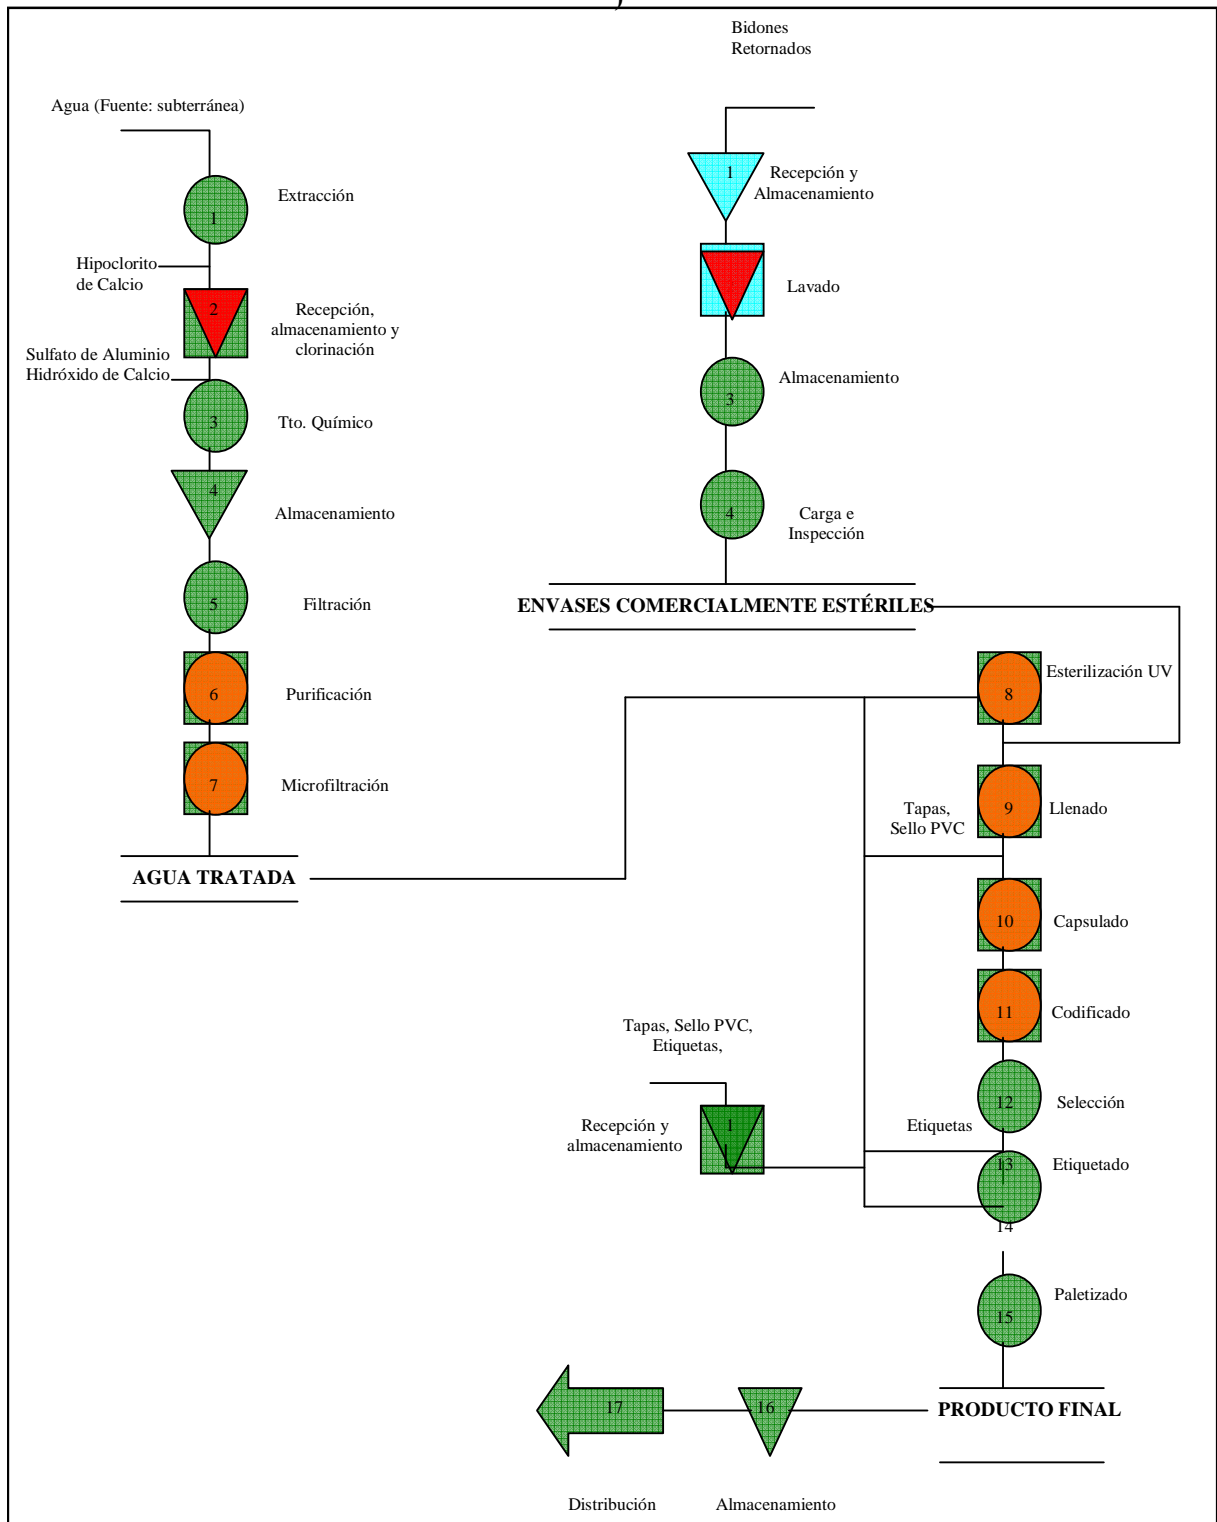 Bidones
Retornados
Agua (Fuente: subterránea)
1
Extracción
Hipoclorito
de Calcio
2
Recepción,
almacenamiento y
clorinación
Sulfato de Aluminio
Hidróxido de Calcio
3
Tto. Químico
4
Almacenamiento
5
Filtración
6
Purificación
7
Microfiltración
AGUA TRATADA
1
Recepción y
Almacenamiento
Lavado
3
Almacenamiento
4
Carga e
Inspección
ENVASES COMERCIALMENTE ESTÉRILES
8
Esterilización UV
Tapas,
Sello PVC
9
Llenado
10
Capsulado
11
Codificado
12
Selección
Etiquetas
13
Etiquetado
14
Tapas, Sello PVC,
Etiquetas,
Recepción y
almacenamiento
1
15
Paletizado
PRODUCTO FINAL
16
17
Distribución
Almacenamiento